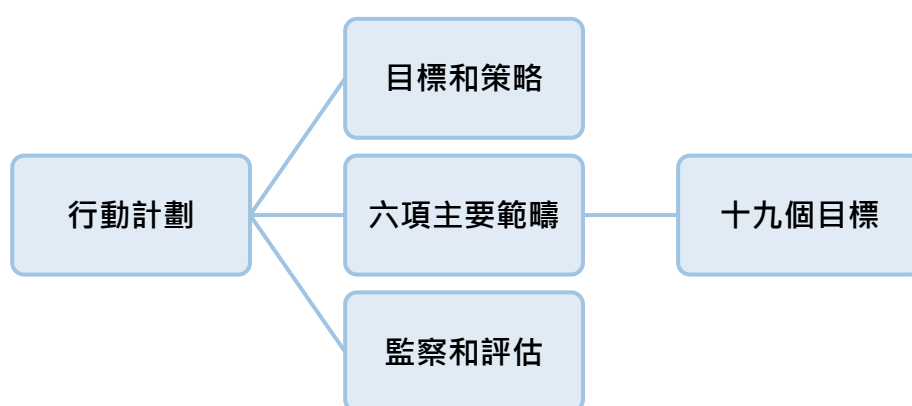 目標和策略
行動計劃
六項主要範疇
十九個目標
監察和評估